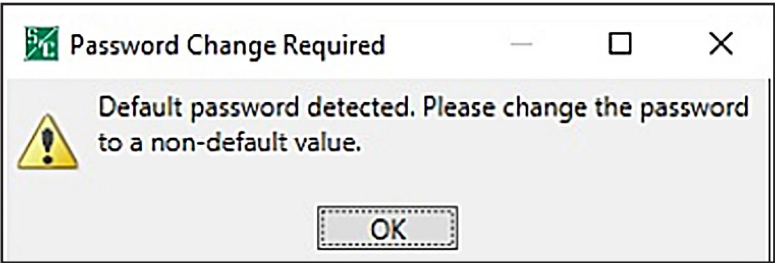 S/C Password Change Required
Default password detected. Please change the password
to a non-default value.
OK